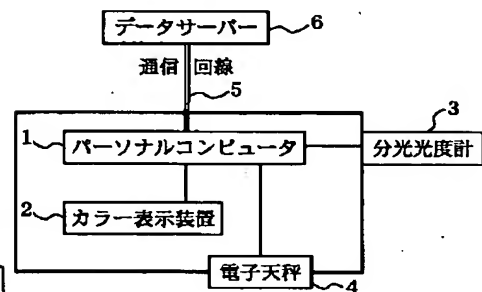 データサーバー 6
通信 回線
5
3
1 パーソナルコンピュータ 分光光度計
2 カラー表示装置
電子天秤
4